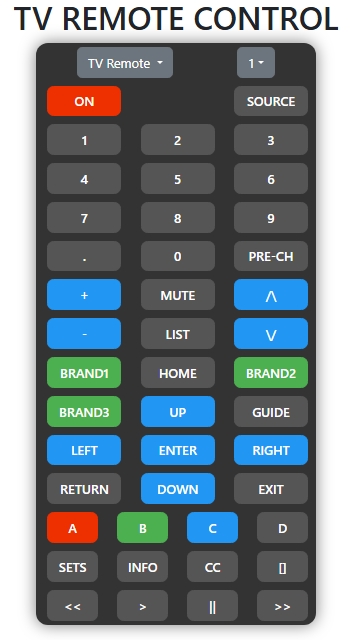 TV REMOTE CONTROL
TV Remote 1
ON SOURCE
1 2 3
4 5 6
7 8 9
. 0 PRE-CH
+ MUTE /\
- LIST \/
BRAND1 HOME BRAND2
BRAND3 UP GUIDE
LEFT ENTER RIGHT
RETURN DOWN EXIT
A B C D
SETS INFO CC []
<< > || >>